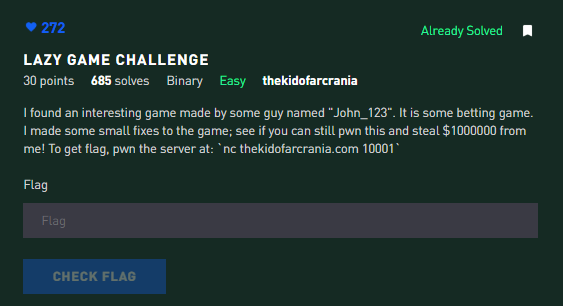 272
Already Solved
LAZY GAME CHALLENGE
30 points 685 solves Binary Easy thekidofarcrania
I found an interesting game made by some guy named "John_123". It is some betting game.
I made some small fixes to the game; see if you can still pwn this and steal $1000000 from
me! To get flag, pwn the server at: `nc thekidofarcrania.com 10001`
Flag
Flag
CHECK FLAG